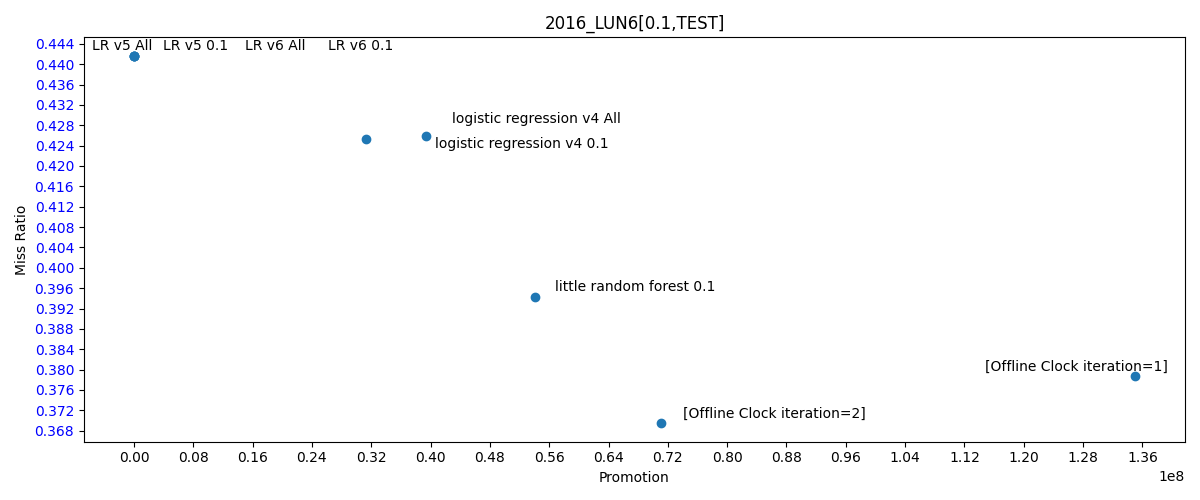 2016_LUN6[0.1,TEST]
0.444
0.440
0.436
0.432
0.428
0.424
0.420
0.416
0.412
0.408
0.404
0.400
0.396
0.392
0.388
0.384
0.380
0.376
0.372
0.368
Miss Ratio
LR v5 All LR v5 0.1 LR v6 All LR v6 0.1
logistic regression v4 All
logistic regression v4 0.1
little random forest 0.1
[Offline Clock iteration=1]
[Offline Clock iteration=2]
0.00 0.08 0.16 0.24 0.32 0.40 0.48 0.56 0.64 0.72 0.80 0.88 0.96 1.04 1.12 1.20 1.28 1.36
1e8
Promotion